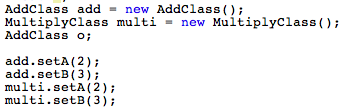 AddClass add = new AddClass();
MultiplyClass multi = new MultiplyClass();
AddClass o;
add.setA(2);
add.setB(3);
multi.setA(2);
multi.setB(3);